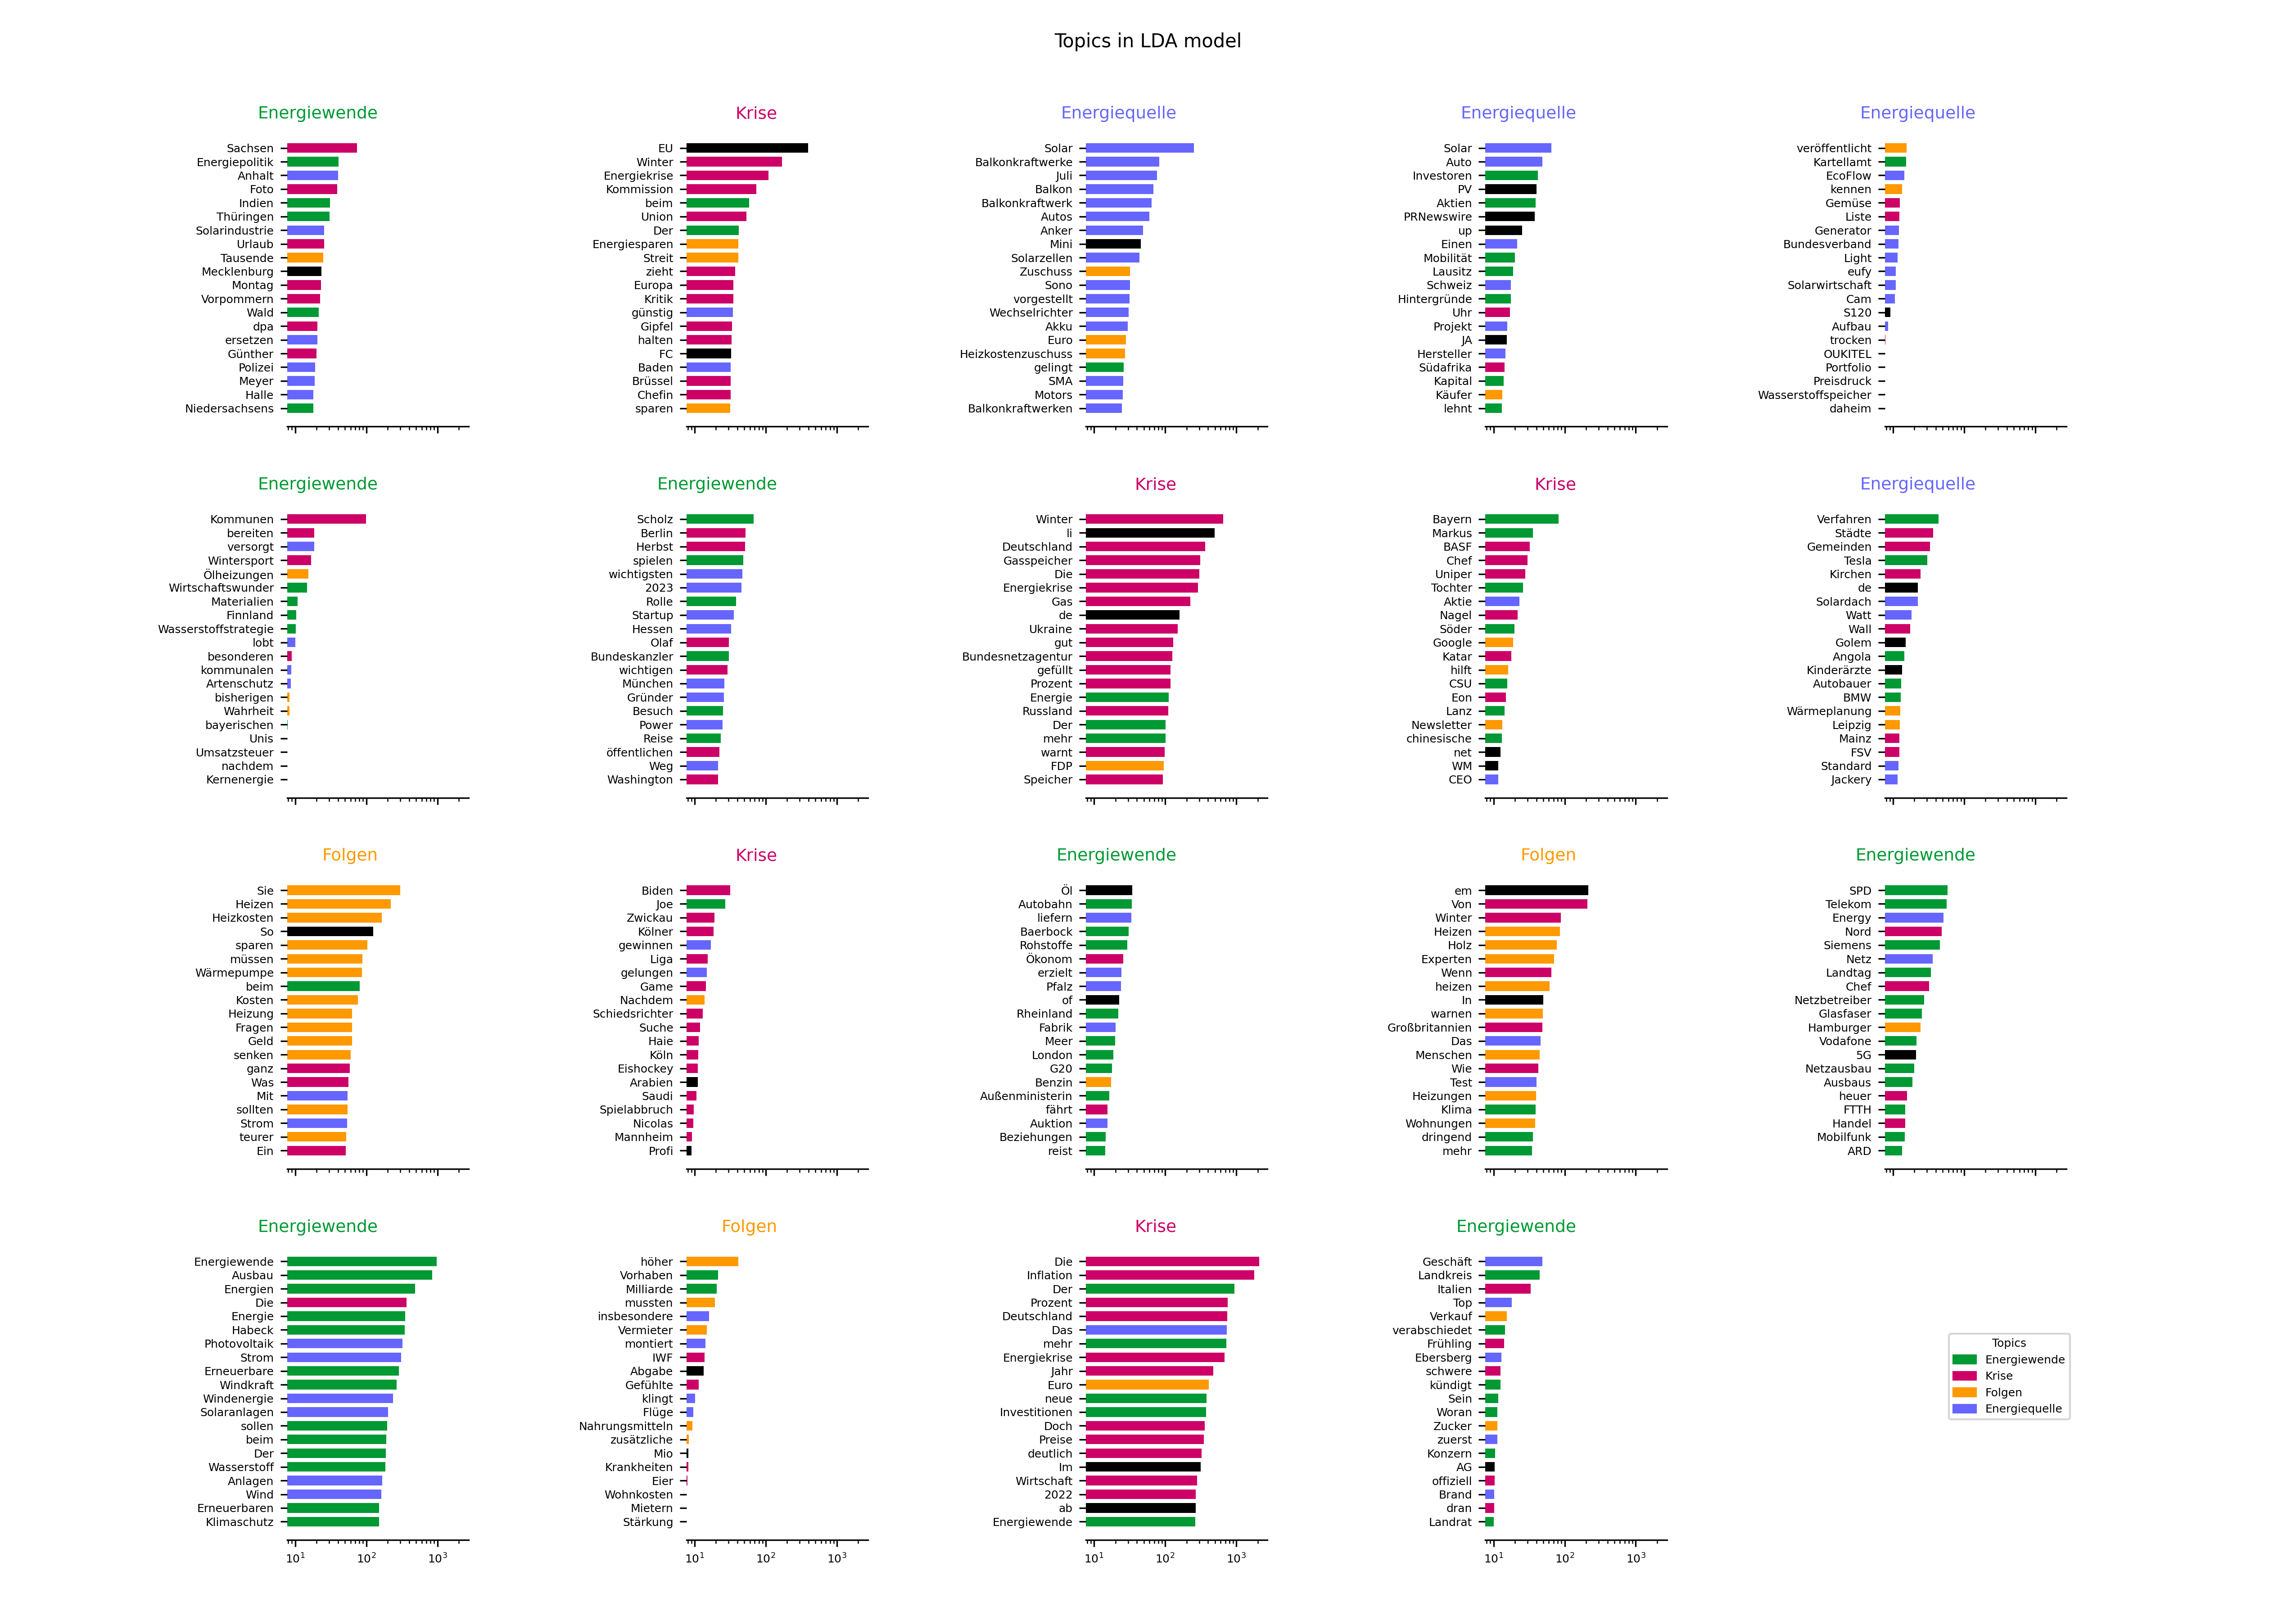 Topics in LDA model
Energiewende
Sachsen
Energiepolitik
Anhalt
Foto
Indien
Thüringen
Solarindustrie
Urlaub
Tausende
Mecklenburg
Montag
Vorpommern
Wald
dpa
ersetzen
Günther
Polizei
Meyer
Halle
Niedersachsens
Krise
EU
Winter
Energiekrise
Kommission
beim
Union
Der
Energiesparen
Streit
zieht
Europa
Kritik
günstig
Gipfel
halten
FC
Baden
Brüssel
Chefin
sparen
Energiequelle
Solar
Balkonkraftwerke
Juli
Balkon
Balkonkraftwerk
Autos
Anker
Mini
Solarzellen
Zuschuss
Sono
vorgestellt
Wechselrichter
Akku
Euro
Heizkostenzuschuss
gelingt
SMA
Motors
Balkonkraftwerken
Energiequelle
Solar
Auto
Investoren
PV
Aktien
PRNewswire
up
Einen
Mobilität
Lausitz
Schweiz
Hintergründe
Uhr
Projekt
JA
Hersteller
Südafrika
Kapital
Käufer
lehnt
Energiequelle
veröffentlicht
Kartellamt
EcoFlow
kennen
Gemüse
Liste
Generator
Bundesverband
Light
eufy
Solarwirtschaft
Cam
S120
Aufbau
trocken
OUKITEL
Portfolio
Preisdruck
Wasserstoffspeicher
daheim
Energiewende
Kommunen
bereiten
versorgt
Wintersport
Ölheizungen
Wirtschaftswunder
Materialien
Finnland
Wasserstoffstrategie
lobt
besonderen
kommunalen
Artenschutz
bisherigen
Wahrheit
bayerischen
Unis
Umsatzsteuer
nachdem
Kernenergie
Energiewende
Scholz
Berlin
Herbst
spielen
wichtigsten
2023
Rolle
Startup
Hessen
Olaf
Bundeskanzler
wichtigen
München
Gründer
Besuch
Power
Reise
öffentlichen
Weg
Washington
Krise
Winter
li
Deutschland
Gasspeicher
Die
Energiekrise
Gas
de
Ukraine
gut
Bundesnetzagentur
gefüllt
Prozent
Energie
Russland
Der
mehr
warnt
FDP
Speicher
Krise
Bayern
Markus
BASF
Chef
Uniper
Tochter
Aktie
Nagel
Söder
Google
Katar
hilft
CSU
Eon
Lanz
Newsletter
chinesische
net
WM
CEO
Energiequelle
Verfahren
Städte
Gemeinden
Tesla
Kirchen
de
Solardach
Watt
Wall
Golem
Angola
Kinderärzte
Autobauer
BMW
Wärmeplanung
Leipzig
Mainz
FSV
Standard
Jackery
Folgen
Sie
Heizen
Heizkosten
So
sparen
müssen
Wärmepumpe
beim
Kosten
Heizung
Fragen
Geld
senken
ganz
Was
Mit
sollten
Strom
teurer
Ein
Krise
Biden
Joe
Zwickau
Kölner
gewinnen
Liga
gelungen
Game
Nachdem
Schiedsrichter
Suche
Haie
Köln
Eishockey
Arabien
Saudi
Spielabbruch
Nicolas
Mannheim
Profi
Energiewende
Öl
Autobahn
liefern
Baerbock
Rohstoffe
Ökonom
erzielt
Pfalz
of
Rheinland
Fabrik
Meer
London
G20
Benzin
Außenministerin
fährt
Auktion
Beziehungen
reist
Folgen
em
Von
Winter
Heizen
Holz
Experten
Wenn
heizen
In
warnen
Großbritannien
Das
Menschen
Wie
Test
Heizungen
Klima
Wohnungen
dringend
mehr
Energiewende
SPD
Telekom
Energy
Nord
Siemens
Netz
Landtag
Chef
Netzbetreiber
Glasfaser
Hamburger
Vodafone
5G
Netzausbau
Ausbaus
heuer
FTTH
Handel
Mobilfunk
ARD
Energiewende
Energiewende
Ausbau
Energien
Die
Energie
Habeck
Photovoltaik
Strom
Erneuerbare
Windkraft
Windenergie
Solaranlagen
sollen
beim
Der
Wasserstoff
Anlagen
Wind
Erneuerbaren
Klimaschutz
10¹ 10² 10³
Folgen
höher
Vorhaben
Milliarde
mussten
insbesondere
Vermieter
montiert
IWF
Abgabe
Gefühlte
klingt
Flüge
Nahrungsmitteln
zusätzliche
Mio
Krankheiten
Eier
Wohnkosten
Mietern
Stärkung
10¹ 10² 10³
Krise
Die
Inflation
Der
Prozent
Deutschland
Das
mehr
Energiekrise
Jahr
Euro
neue
Investitionen
Doch
Preise
deutlich
Im
Wirtschaft
2022
ab
Energiewende
10¹ 10² 10³
Energiewende
Geschäft
Landkreis
Italien
Top
Verkauf
verabschiedet
Frühling
Ebersberg
schwere
kündigt
Sein
Woran
Zucker
zuerst
Konzern
AG
offiziell
Brand
dran
Landrat
10¹ 10² 10³
Topics
Energiewende
Krise
Folgen
Energiequelle